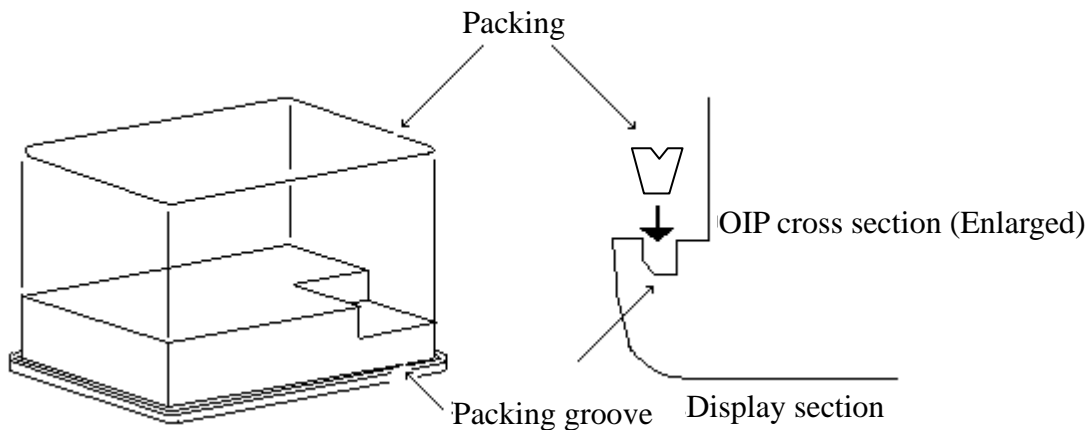 Packing
OIP cross section (Enlarged)
Packing groove
Display section